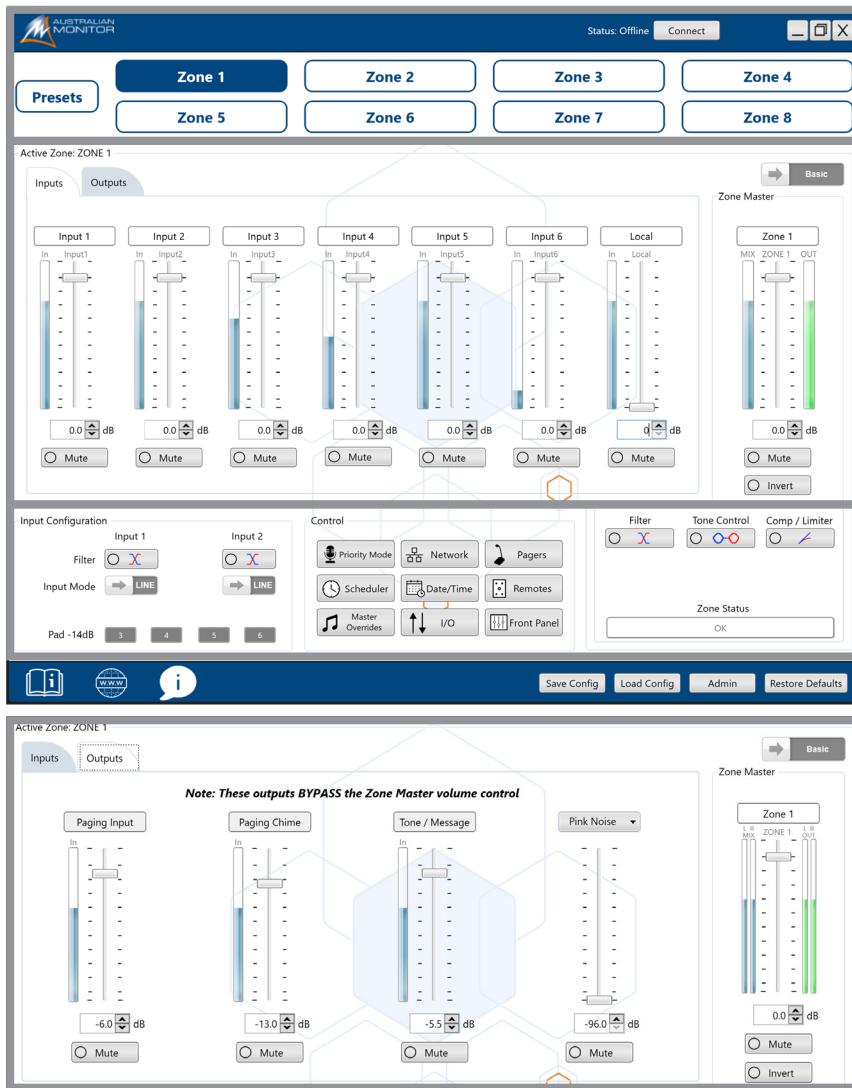 AUSTRALIAN
MONITOR
Status: Offline Connect
X
Presets
Zone 1 Zone 2 Zone 3 Zone 4
Zone 5 Zone 6 Zone 7 Zone 8
Active Zone: ZONE 1
Inputs Outputs
Basic
Zone Master
Input 1 Input 2 Input 3 Input 4 Input 5 Input 6 Local Zone 1
In Input1 In Input2 In Input3 In Input4 In Input5 In Input6 In Local MIX ZONE 1 OUT
0.0 dB 0.0 dB 0.0 dB 0.0 dB 0.0 dB 0.0 dB 0 dB 0.0 dB
Mute Mute Mute Mute Mute Mute Mute Mute
Invert
Input Configuration
Input 1 Input 2
Filter
Input Mode LINE LINE
Pad -14dB 3 4 5 6
Control
Priority Mode Network Pagers
Scheduler Date/Time Remotes
Master Overrides I/O Front Panel
Filter Tone Control Comp / Limiter
Zone Status
OK
i www i
Save Config Load Config Admin Restore Defaults
Active Zone: ZONE 1
Inputs Outputs
Basic
Zone Master
Note: These outputs BYPASS the Zone Master volume control
Paging Input Paging Chime Tone / Message Pink Noise Zone 1
In In In L R MIX ZONE 1 L R OUT
-6.0 dB -13.0 dB -5.5 dB -96.0 dB 0.0 dB
Mute Mute Mute Mute Mute
Invert